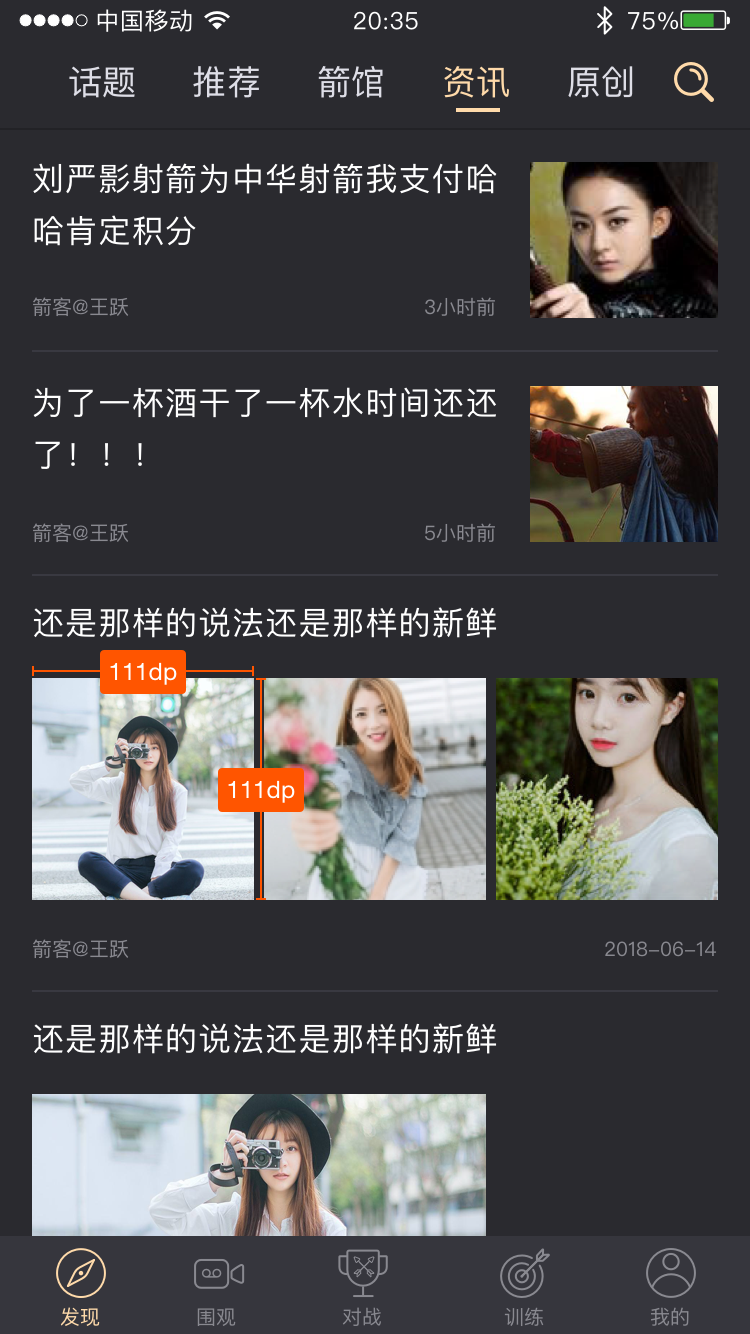 中国移动 20:35 75%
话题 推荐 箭馆 资讯 原创
刘严影射箭为中华射箭我支付哈
哈肯定积分
箭客@王跃 3小时前
为了一杯酒干了一杯水时间还还
了！！！
箭客@王跃 5小时前
还是那样的说法还是那样的新鲜
111dp
111dp
箭客@王跃 2018-06-14
还是那样的说法还是那样的新鲜
发现 围观 对战 训练 我的